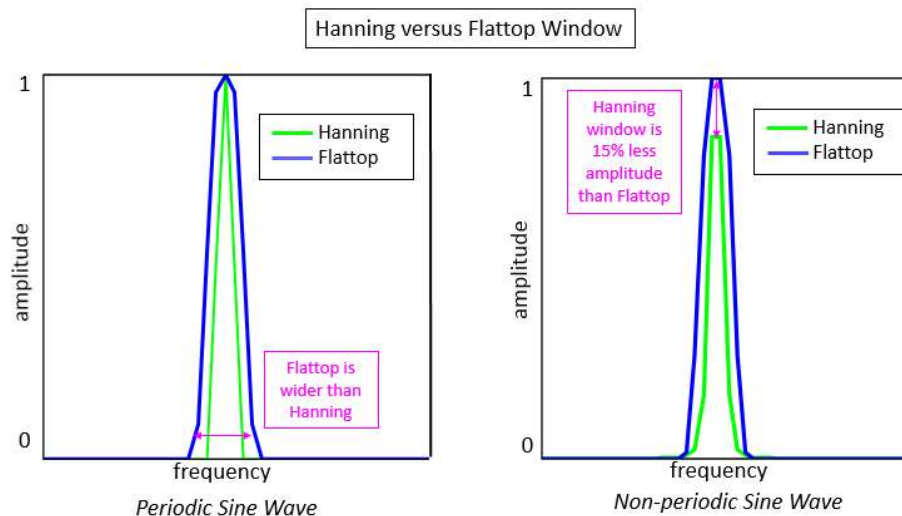 Hanning versus Flattop Window
1
Hanning
Flattop
amplitude
Flattop is
wider than
Hanning
0
frequency
Periodic Sine Wave
1
Hanning
window is
15% less
amplitude
than Flattop
Hanning
Flattop
amplitude
0
frequency
Non-periodic Sine Wave